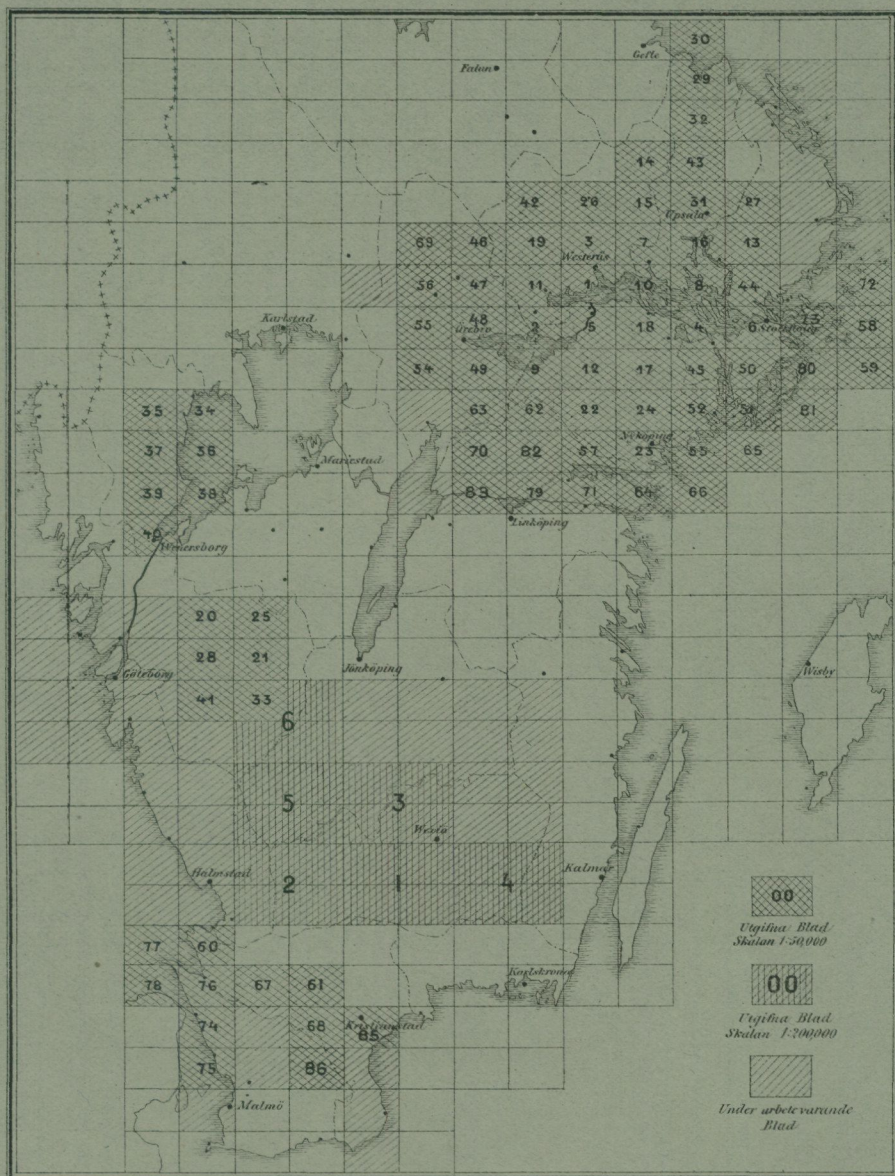 30
Gefle
Falun
29
32
14 43
42 26 15 31 27
Upsala
69 46 19 3 7 16 13
Westerås
56 47 11 1 10 8 44 72
Karlstad
55 48 2 5 18 4 6 Stockholm 73 58
Örebro
54 49 9 12 17 45 50 80 59
35 34 63 62 22 24 52 51 81
Nyköping
37 36 70 82 57 23 53 65
Mariestad
39 38 83 79 71 64 66
Linköping
40
Wenersborg
20 25
28 21
Göteborg
Jönköping
Wisby
41 33
6
5 3
Wexiö
Halmstad
2 1 4
Kalmar
00
Utgifna Blad
Skalan 1:50,000
77 60
78 76 67 61
Karlskrona
00
Utgifna Blad
Skalan 1:200,000
74 68
Kristianstad
85
75 86
Malmö
Under arbete varande
Blad